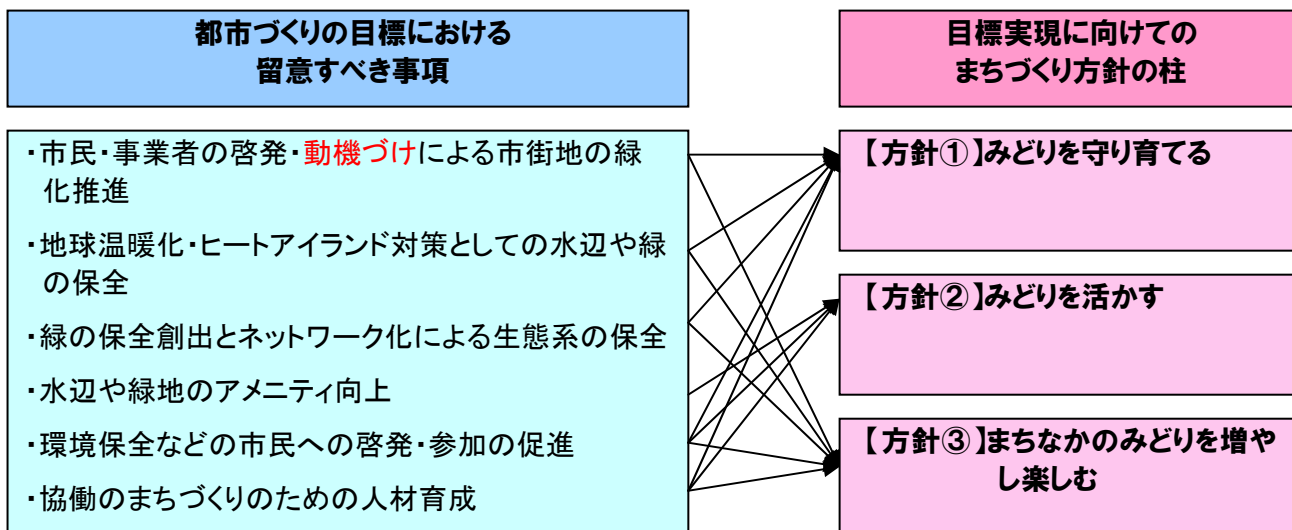 都市づくりの目標における
留意すべき事項
目標実現に向けての
まちづくり方針の柱
・市民・事業者の啓発・動機づけによる市街地の緑
化推進
・地球温暖化・ヒートアイランド対策としての水辺や緑
の保全
・緑の保全創出とネットワーク化による生態系の保全
・水辺や緑地のアメニティ向上
・環境保全などの市民への啓発・参加の促進
・協働のまちづくりのための人材育成
【方針①】みどりを守り育てる
【方針②】みどりを活かす
【方針③】まちなかのみどりを増や
し楽しむ